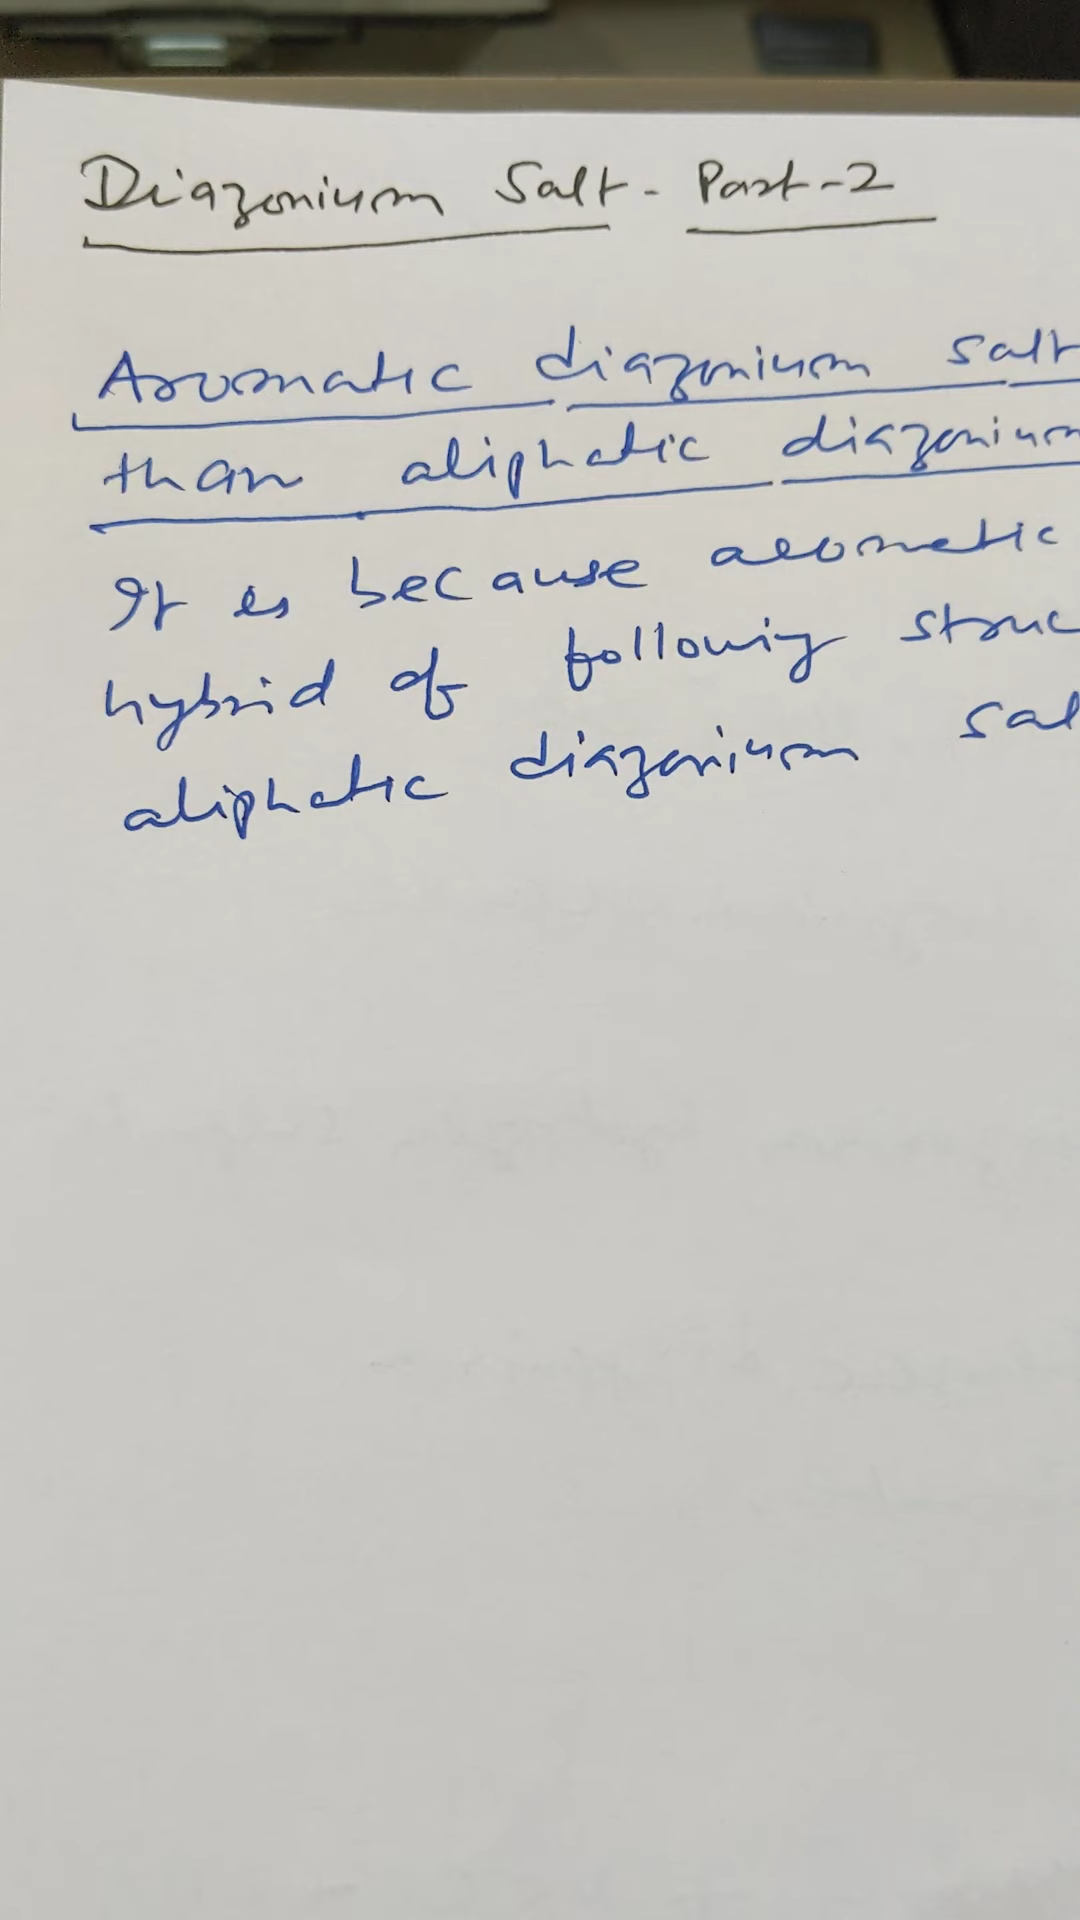 Diazonium Salt - Part-2
Aromatic diazonium salt
than aliphatic diazonium
It is because aromatic
hybrid of following struc
aliphatic diazonium sal